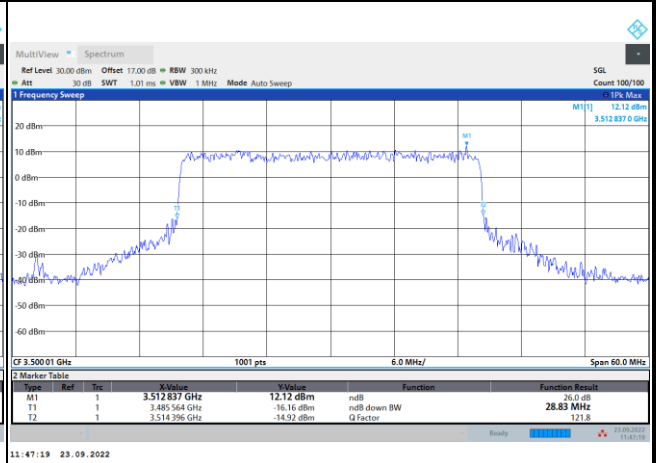 MultiView Spectrum
Ref Level 30.00 dBm Offset 17.00 dB RBW 300 kHz SGL
Att 30 dB SWT 1.01 ms VBW 1 MHz Mode Auto Sweep Count 100/100
1 Frequency Sweep 1Pk Max
M1[1] 12.12 dBm
3.512 837 0 GHz
M1
20 dBm
10 dBm
0 dBm
-10 dBm
-20 dBm
-30 dBm
-40 dBm
-50 dBm
-60 dBm
CF 3.500 01 GHz 1001 pts 6.0 MHz/ Span 60.0 MHz
2 Marker Table
Type Ref Trc X-Value Y-Value Function Function Result
M1 1 3.512 837 GHz 12.12 dBm ndB 26.0 dB
T1 1 3.485 564 GHz -16.16 dBm ndB down BW 28.83 MHz
T2 1 3.514 396 GHz -14.92 dBm Q Factor 121.8
Ready 23.09.2022
11:47:19
11:47:19 23.09.2022